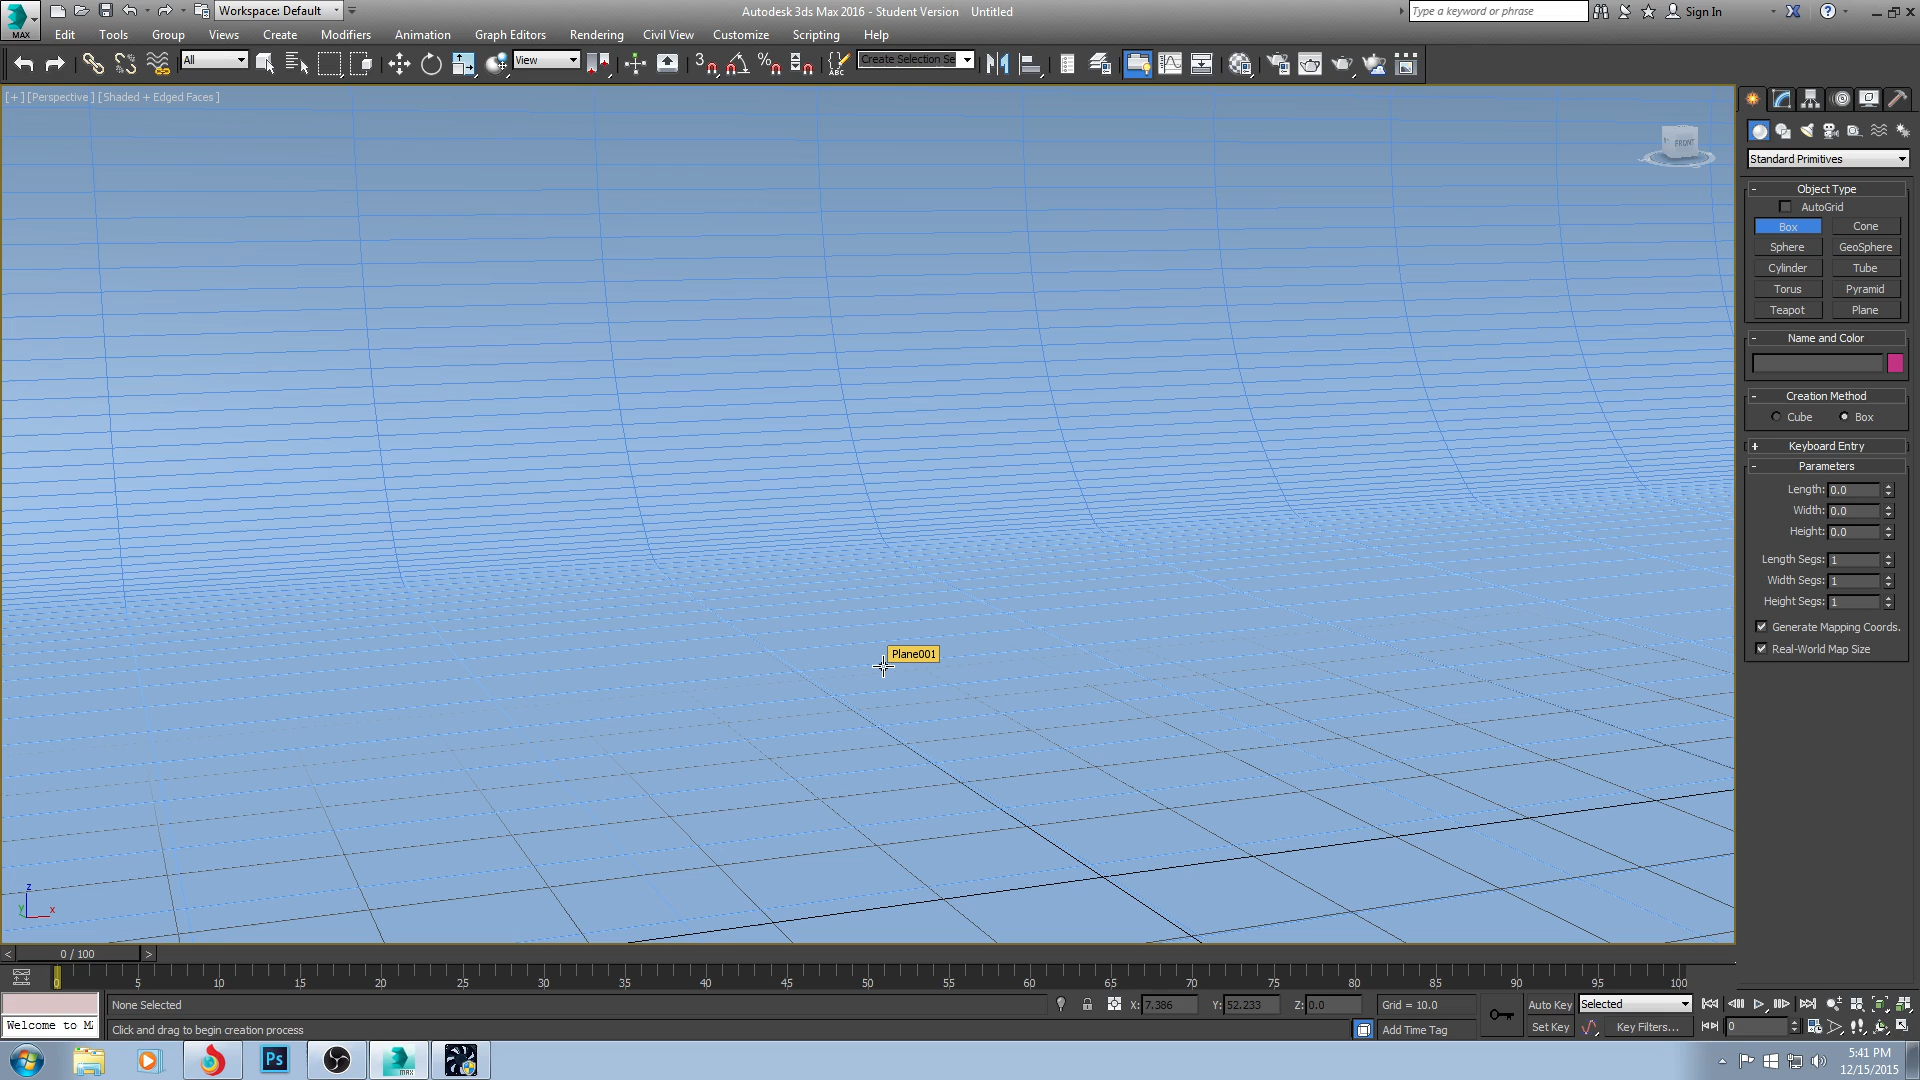 Workspace: Default
Autodesk 3ds Max 2016 - Student Version    Untitled
Type a keyword or phrase
Sign In
MAX
Edit Tools Group Views Create Modifiers Animation Graph Editors Rendering Civil View Customize Scripting Help
All
View
3
ABC
Create Selection Se
[+] [Perspective] [Shaded + Edged Faces]
FRONT
Standard Primitives
- Object Type
AutoGrid
Box Cone
Sphere GeoSphere
Cylinder Tube
Torus Pyramid
Teapot Plane
- Name and Color
- Creation Method
Cube Box
+ Keyboard Entry
- Parameters
Length: 0.0
Width: 0.0
Height: 0.0
Length Segs: 1
Width Segs: 1
Height Segs: 1
Generate Mapping Coords.
Real-World Map Size
Plane001
z
y x
< 0 / 100 >
0 5 10 15 20 25 30 35 40 45 50 55 60 65 70 75 80 85 90 95 100
None Selected
X: 7.386 Y: 52.233 Z: 0.0
Grid = 10.0
Auto Key
Selected
Welcome to M
Click and drag to begin creation process
Add Time Tag
Set Key
Key Filters...
0
Ps
MAX
5:41 PM
12/15/2015